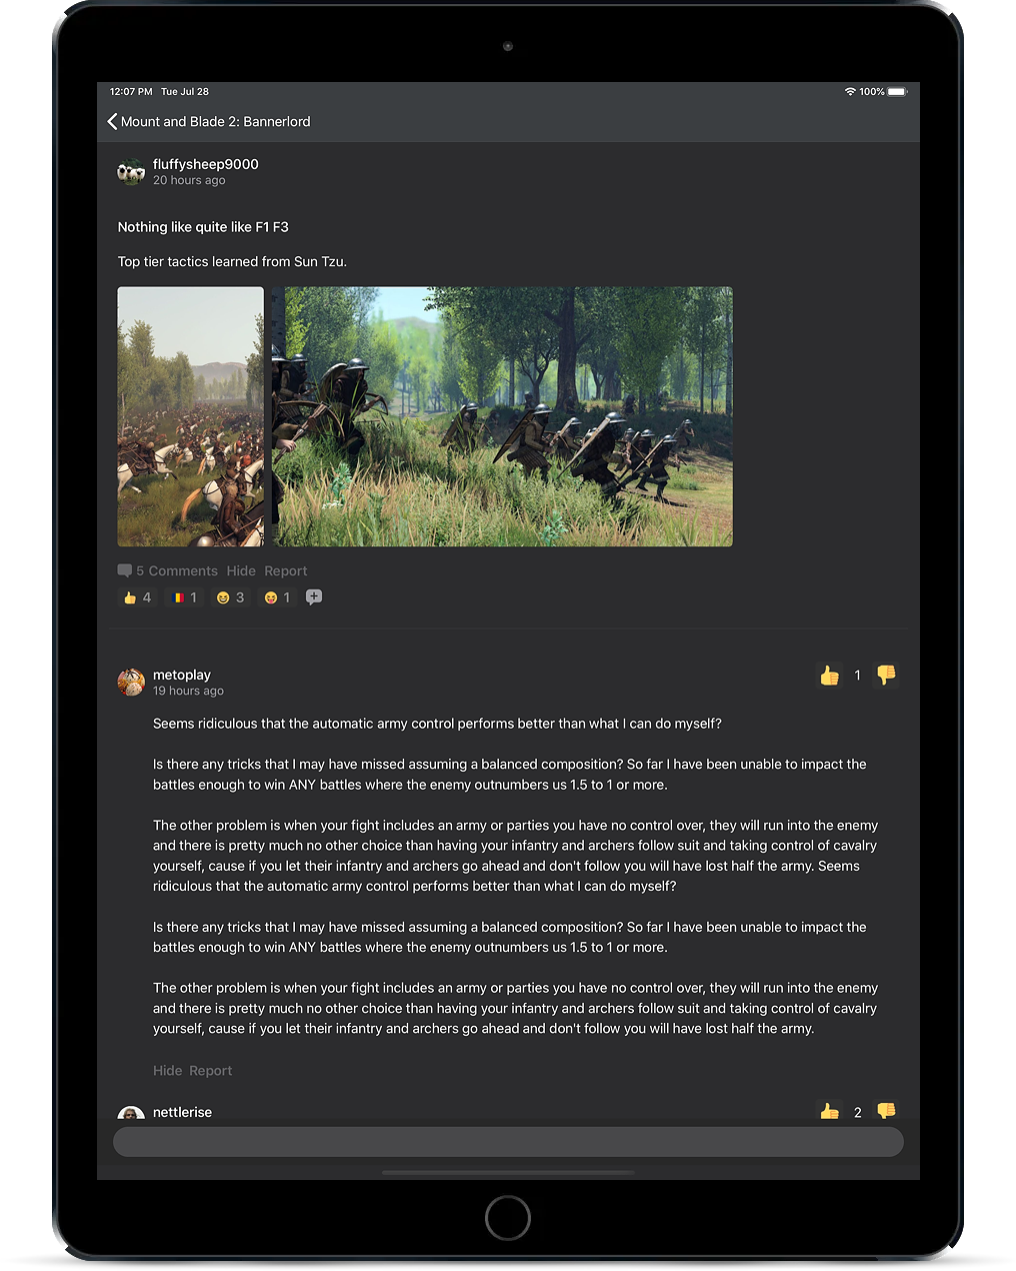 12:07 PM Tue Jul 28 100%
Mount and Blade 2: Bannerlord
fluffysheep9000
20 hours ago
Nothing like quite like F1 F3
Top tier tactics learned from Sun Tzu.
5 Comments Hide Report
4 1 3 1
metoplay
19 hours ago
1
Seems ridiculous that the automatic army control performs better than what I can do myself?
Is there any tricks that I may have missed assuming a balanced composition? So far I have been unable to impact the
battles enough to win ANY battles where the enemy outnumbers us 1.5 to 1 or more.
The other problem is when your fight includes an army or parties you have no control over, they will run into the enemy
and there is pretty much no other choice than having your infantry and archers follow suit and taking control of cavalry
yourself, cause if you let their infantry and archers go ahead and don't follow you will have lost half the army. Seems
ridiculous that the automatic army control performs better than what I can do myself?
Is there any tricks that I may have missed assuming a balanced composition? So far I have been unable to impact the
battles enough to win ANY battles where the enemy outnumbers us 1.5 to 1 or more.
The other problem is when your fight includes an army or parties you have no control over, they will run into the enemy
and there is pretty much no other choice than having your infantry and archers follow suit and taking control of cavalry
yourself, cause if you let their infantry and archers go ahead and don't follow you will have lost half the army.
Hide Report
nettlerise
2